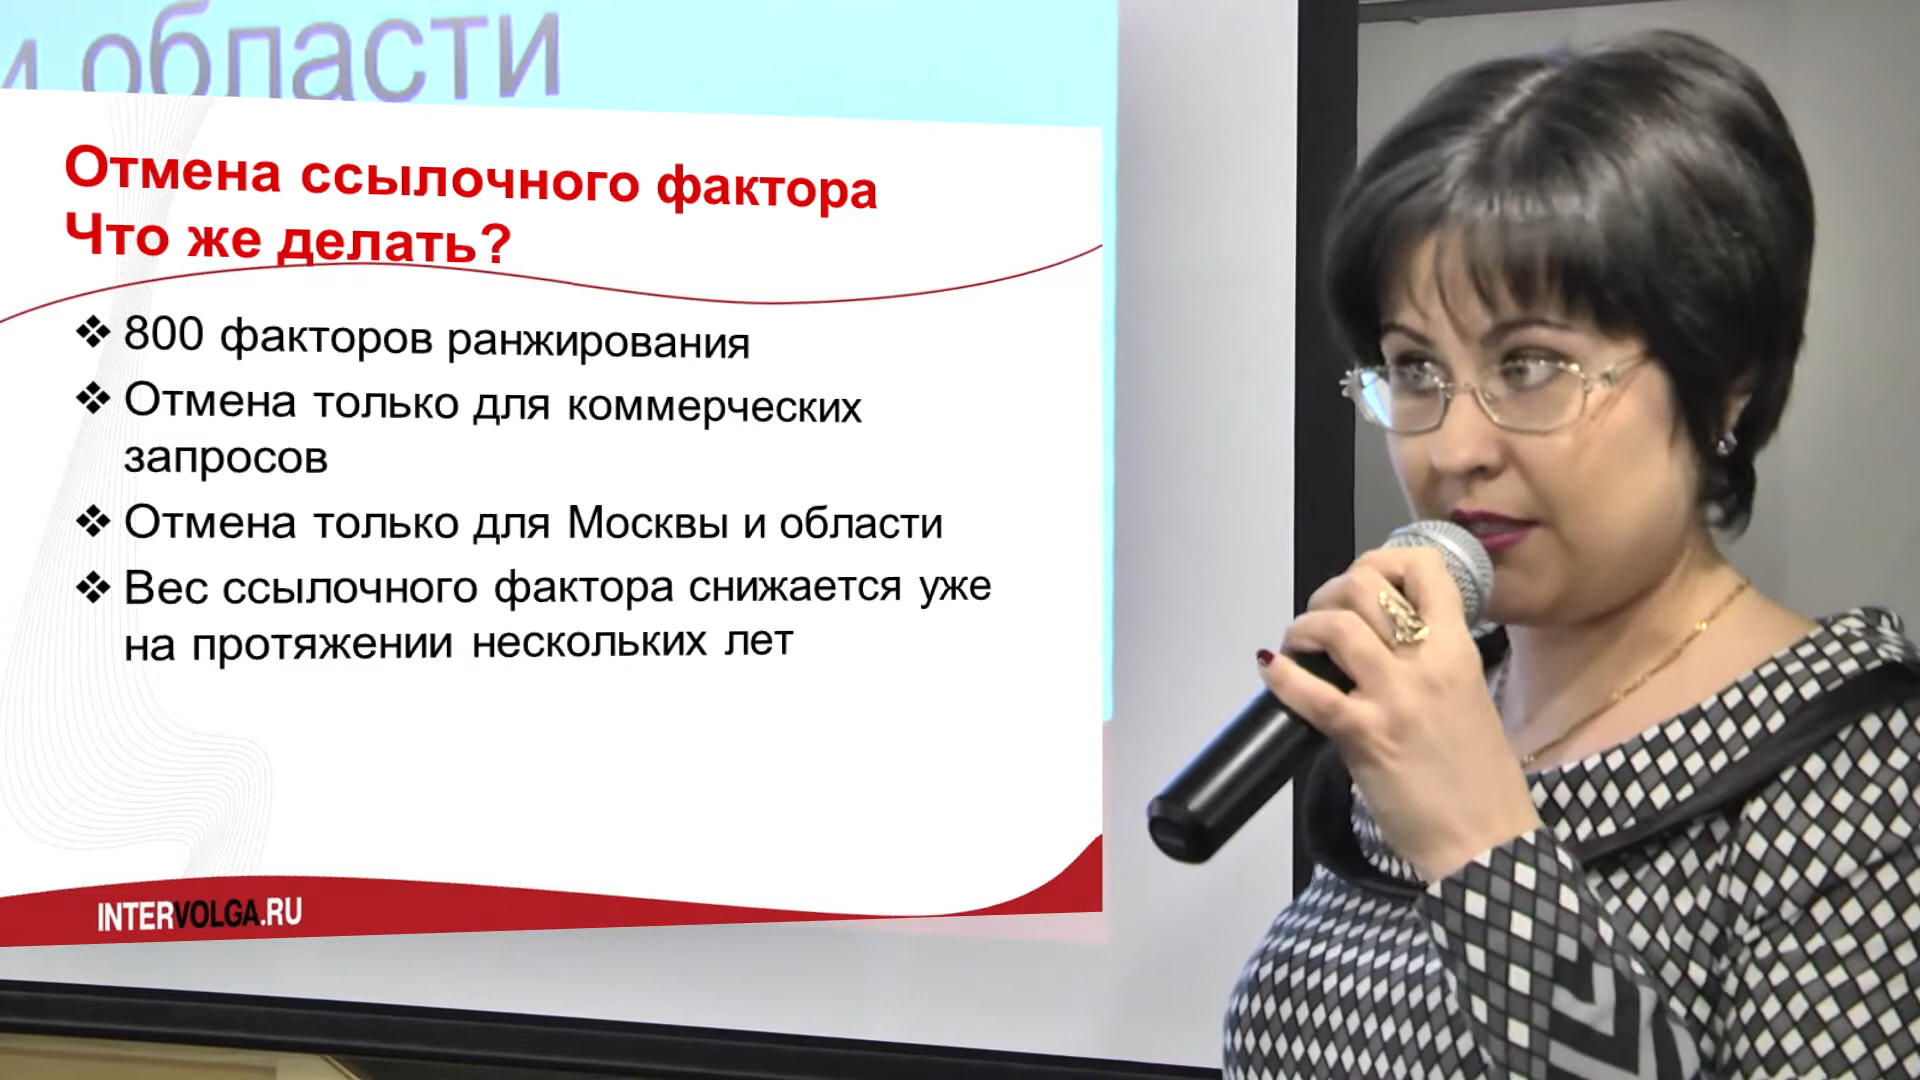 и области
Отмена ссылочного фактора
Что же делать?
❖ 800 факторов ранжирования
❖ Отмена только для коммерческих
запросов
❖ Отмена только для Москвы и области
❖ Вес ссылочного фактора снижается уже
на протяжении нескольких лет
INTERVOLGA.RU